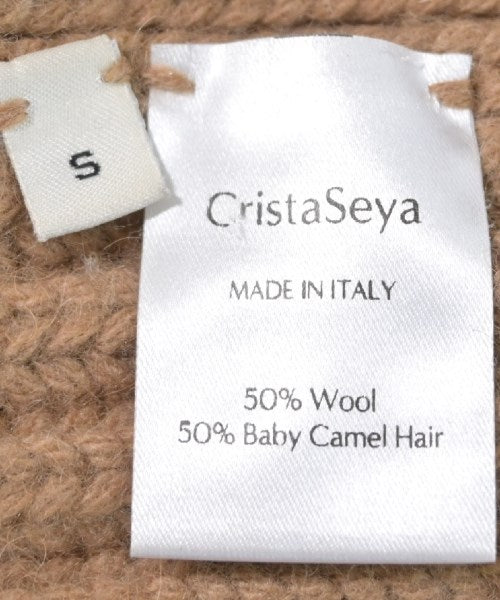 S
CristaSeya
MADE IN ITALY
50% Wool
50% Baby Camel Hair